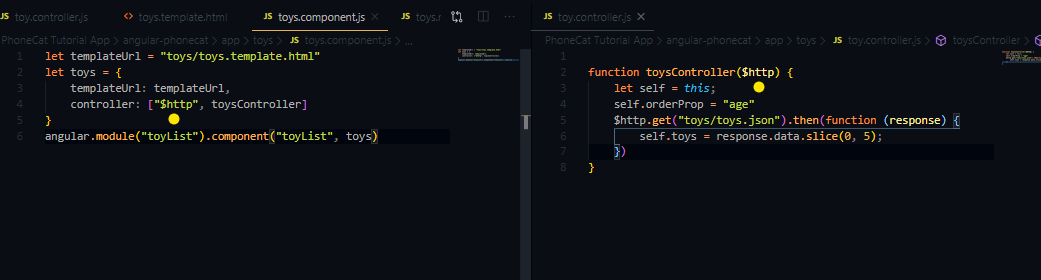 JS toy.controller.js <> toys.template.html JS toys.component.js × JS toys.r ···
PhoneCat Tutorial App > angular-phonecat > app > toys > JS toys.component.js > ...
1 let templateUrl = "toys/toys.template.html"
2 let toys = {
3 templateUrl: templateUrl,
4 controller: ["$http", toysController]
5 }
6 angular.module("toyList").component("toyList", toys)
JS toy.controller.js ×
PhoneCat Tutorial App > angular-phonecat > app > toys > JS toy.controller.js > toysController >
1
2 function toysController($http) {
3 let self = this;
4 self.orderProp = "age"
5 $http.get("toys/toys.json").then(function (response) {
6 self.toys = response.data.slice(0, 5);
7 })
8 }